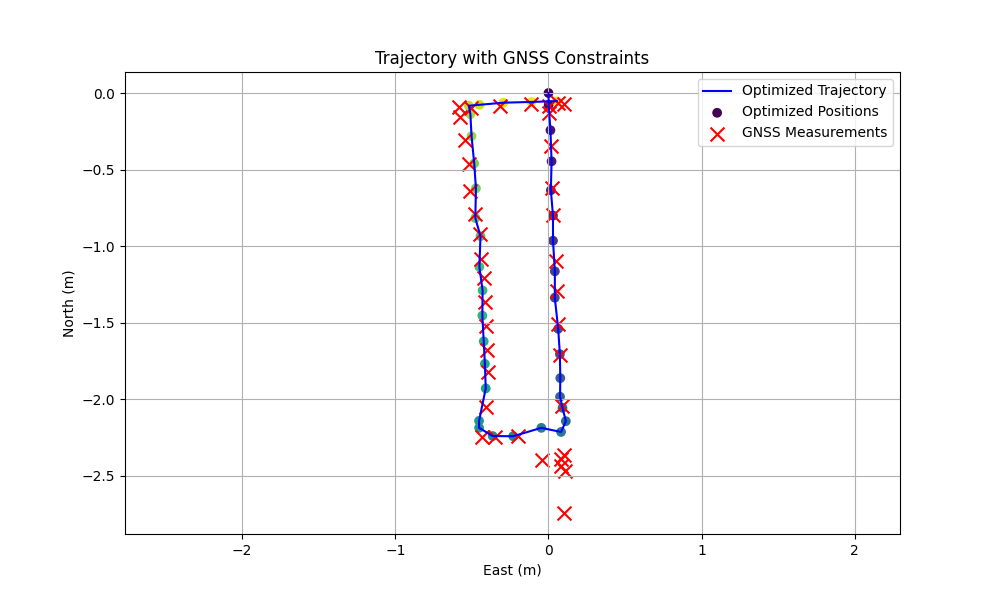 Trajectory with GNSS Constraints
Optimized Trajectory
Optimized Positions
GNSS Measurements
0.0
−0.5
−1.0
−1.5
−2.0
−2.5
North (m)
−2
−1
0
1
2
East (m)